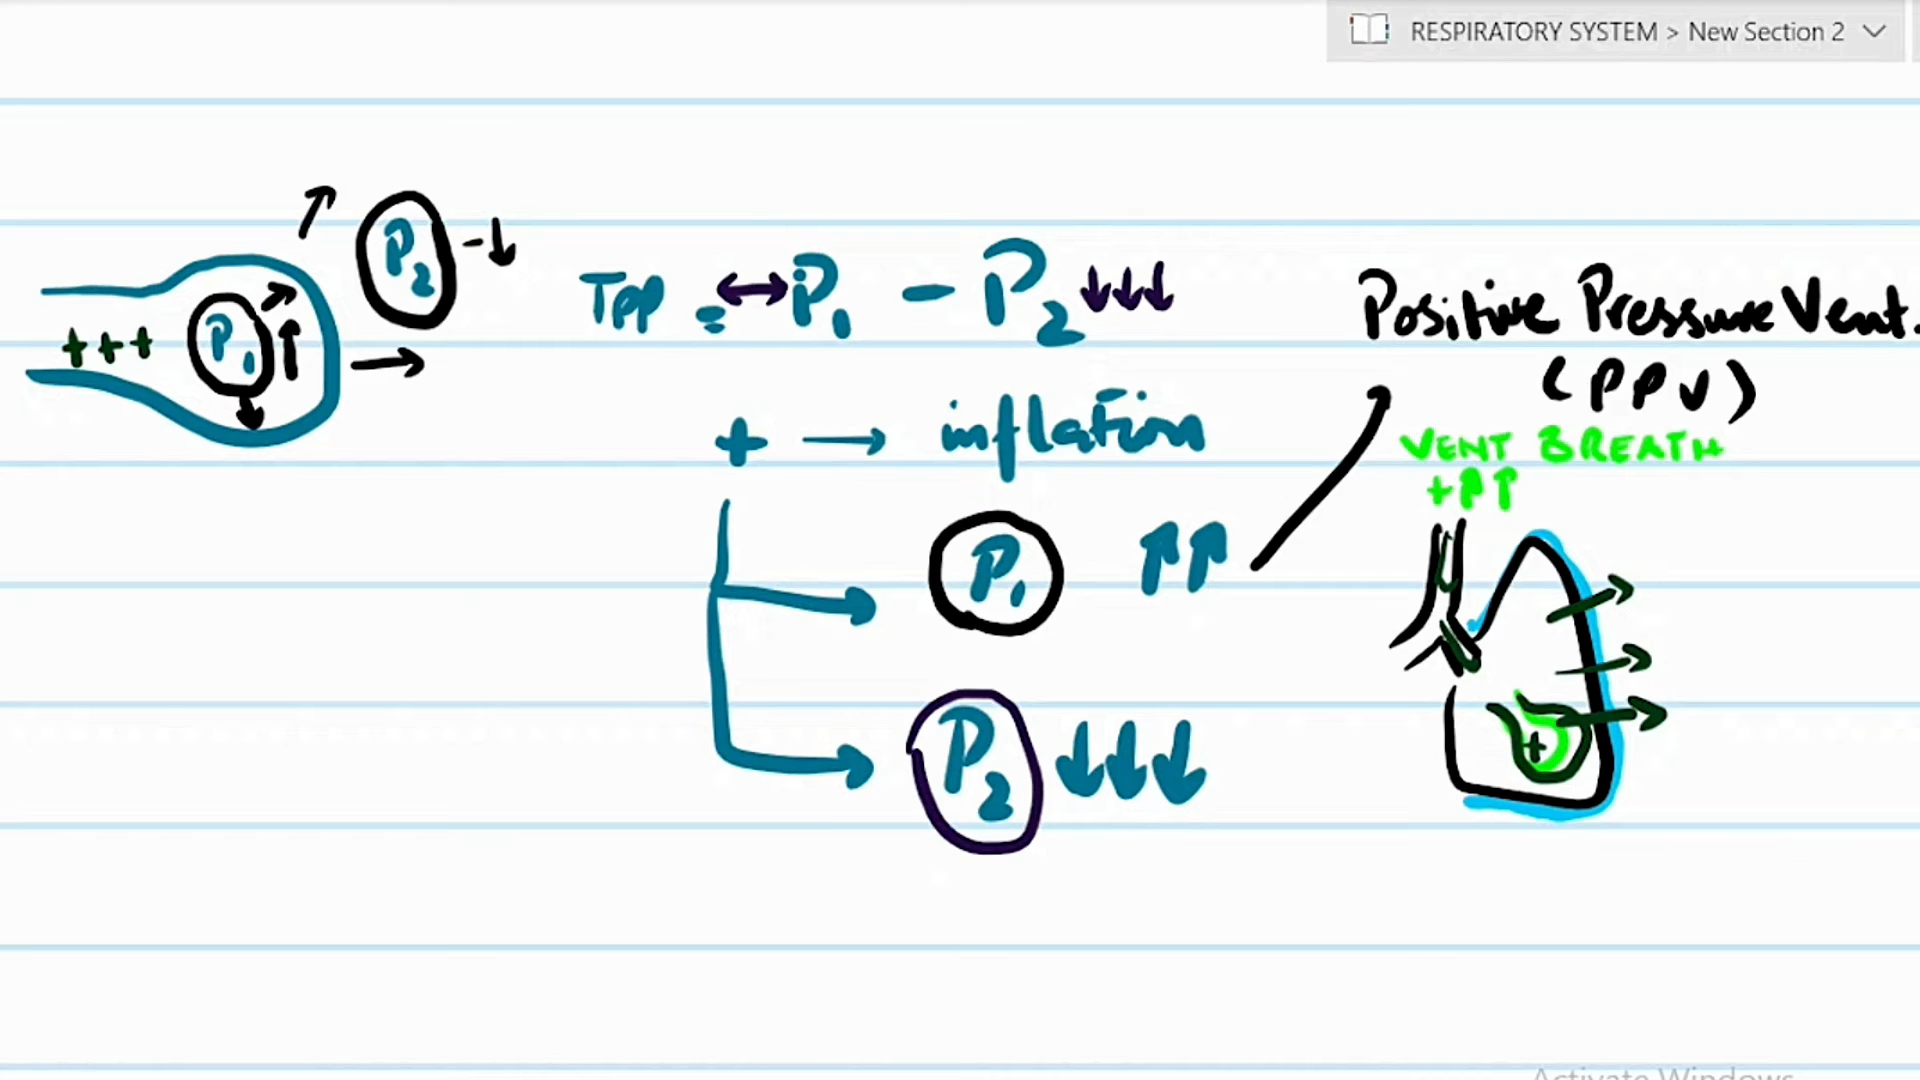 RESPIRATORY SYSTEM > New Section 2
P2 -↓
+++ P1
TPP = ↔ P1 - P2 ↓↓↓
Positive Pressure Vent.
(PPV)
+ → inflation
VENT BREATH
+P↑
P1 ↑↑
P2 ↓↓↓
+
Activate Windows